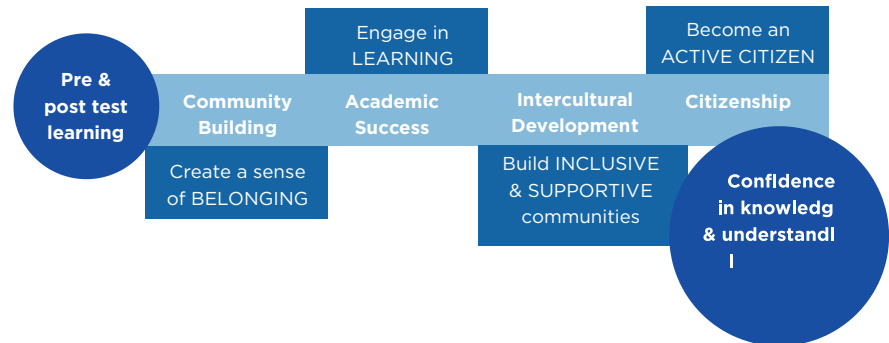 Pre &
post test
learning
Community
Building
Create a sense
of BELONGING
Engage in
LEARNING
Academic
Success
Intercultural
Development
Build INCLUSIVE
& SUPPORTIVE
communities
Become an
ACTIVE CITIZEN
Citizenship
Confidence
in knowledg
& understandl
l